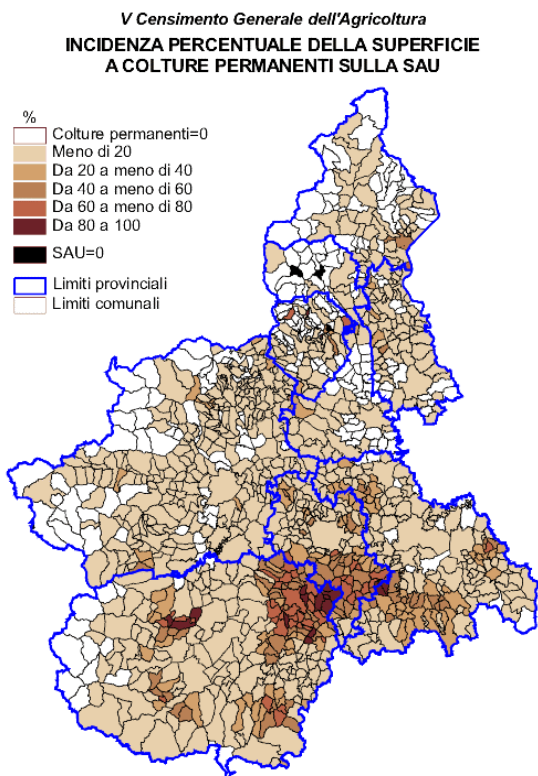 V Censimento Generale dell'Agricoltura
INCIDENZA PERCENTUALE DELLA SUPERFICIE
A COLTURE PERMANENTI SULLA SAU
%
Colture permanenti=0
Meno di 20
Da 20 a meno di 40
Da 40 a meno di 60
Da 60 a meno di 80
Da 80 a 100
SAU=0
Limiti provinciali
Limiti comunali